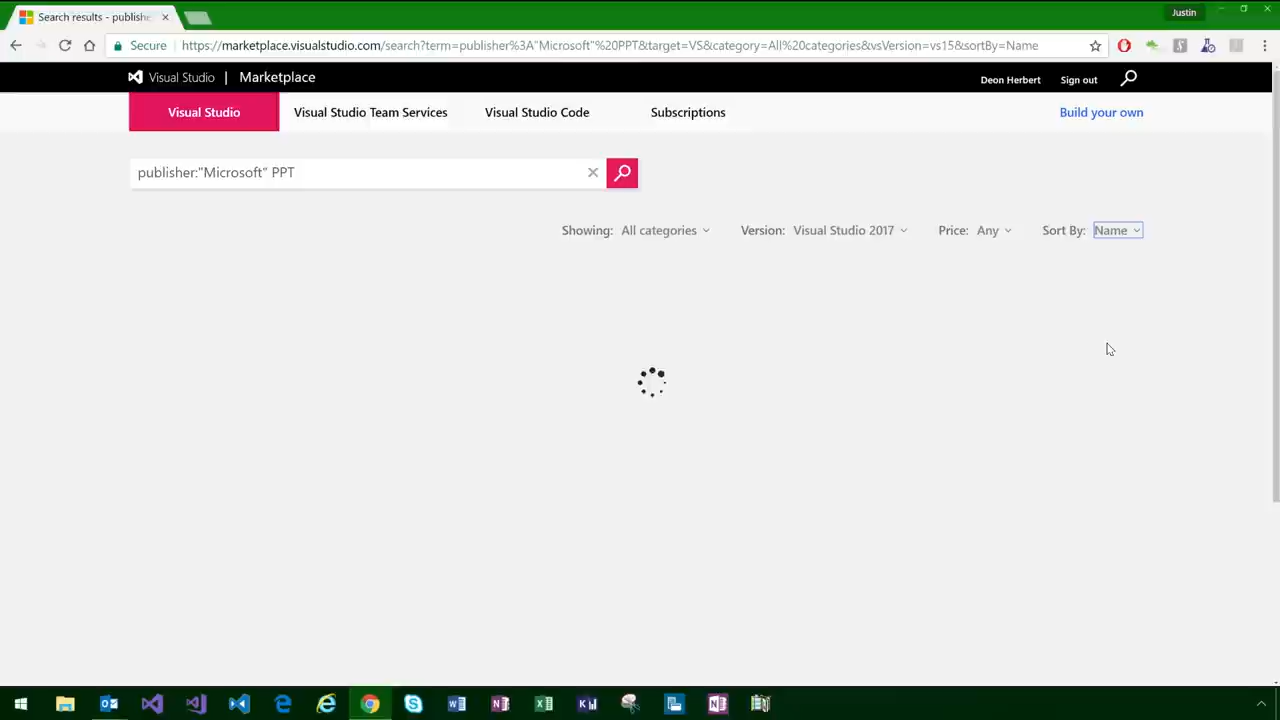 Search results - publishe
Justin
Secure
https://marketplace.visualstudio.com/search?term=publisher%3A"Microsoft"%20PPT&target=VS&category=All%20categories&vsVersion=vs15&sortBy=Name
Visual Studio | Marketplace
Deon Herbert
Sign out
Visual Studio
Visual Studio Team Services
Visual Studio Code
Subscriptions
Build your own
publisher:"Microsoft" PPT
Showing: All categories
Version: Visual Studio 2017
Price: Any
Sort By: Name